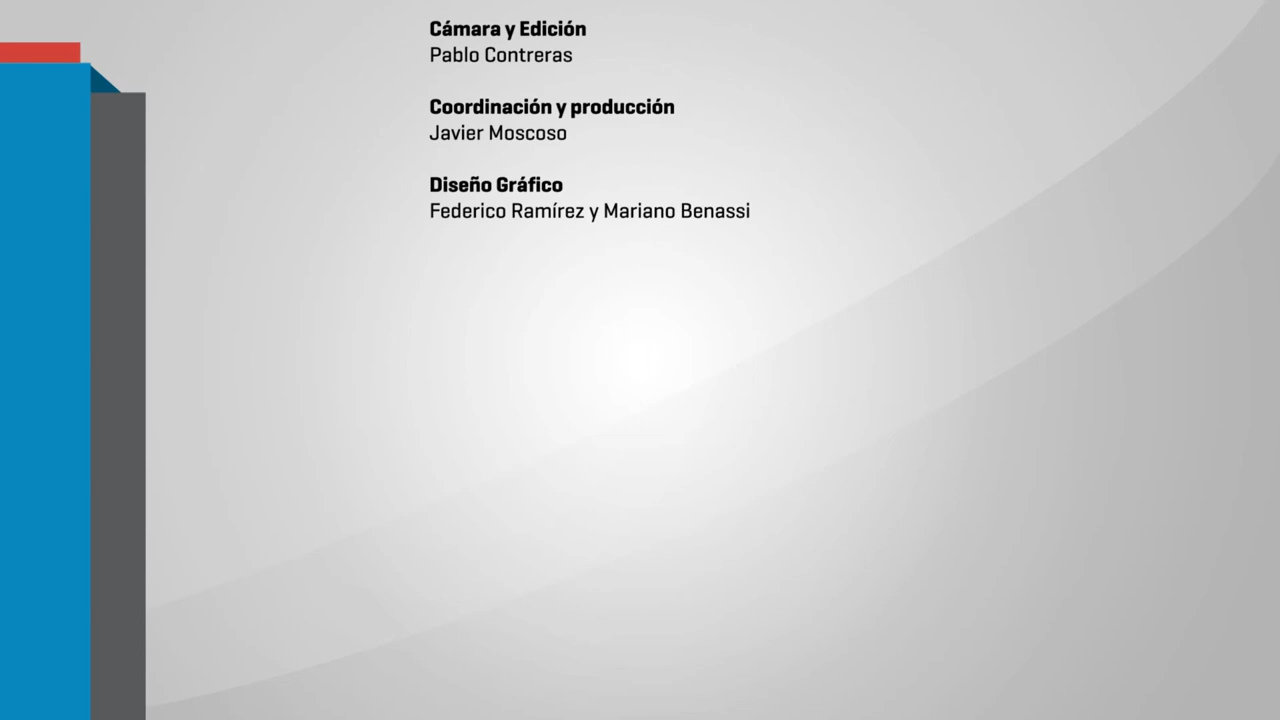 Cámara y Edición
Pablo Contreras
Coordinación y producción
Javier Moscoso
Diseño Gráfico
Federico Ramírez y Mariano Benassi